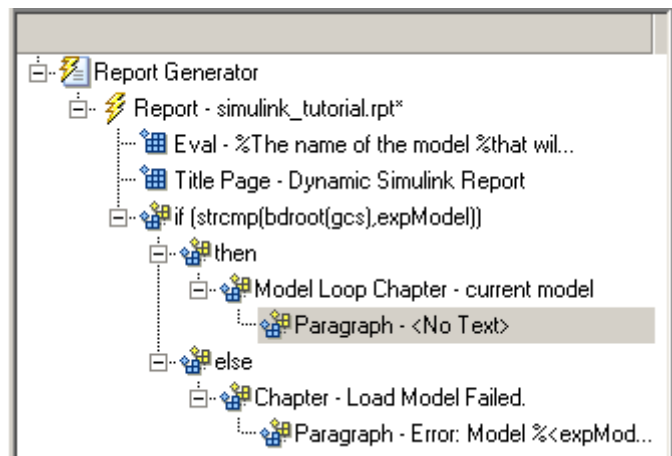 Report Generator
Report - simulink_tutorial.rpt*
Eval - %The name of the model %that wil...
Title Page - Dynamic Simulink Report
if (strcmp(bdroot(gcs),expModel))
then
Model Loop Chapter - current model
Paragraph - <No Text>
else
Chapter - Load Model Failed.
Paragraph - Error: Model %<expMod...